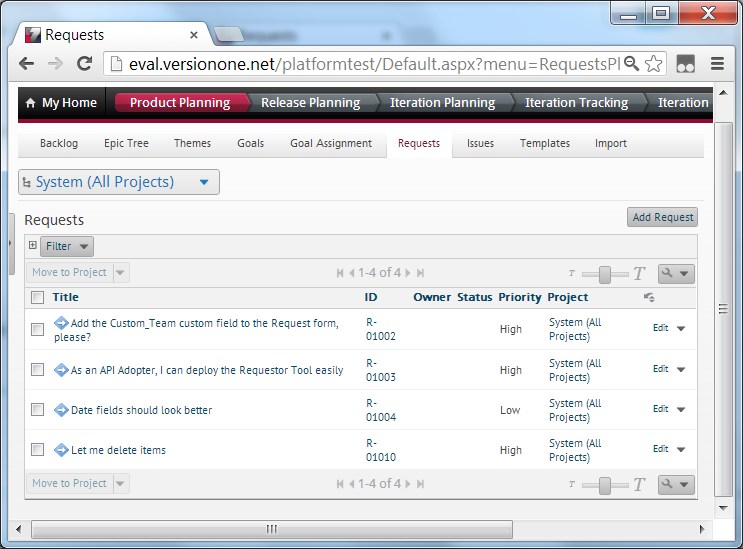 Requests
eval.versionone.net/platformtest/Default.aspx?menu=RequestsPl
My Home Product Planning Release Planning Iteration Planning Iteration Tracking Iteration
Backlog Epic Tree Themes Goals Goal Assignment Requests Issues Templates Import
System (All Projects)
Requests Add Request
Filter
Move to Project 1-4 of 4 T T
Title ID Owner Status Priority Project
Add the Custom_Team custom field to the Request form, please? R-01002 High System (All Projects) Edit
As an API Adopter, I can deploy the Requestor Tool easily R-01003 High System (All Projects) Edit
Date fields should look better R-01004 Low System (All Projects) Edit
Let me delete items R-01010 High System (All Projects) Edit
Move to Project 1-4 of 4 T T